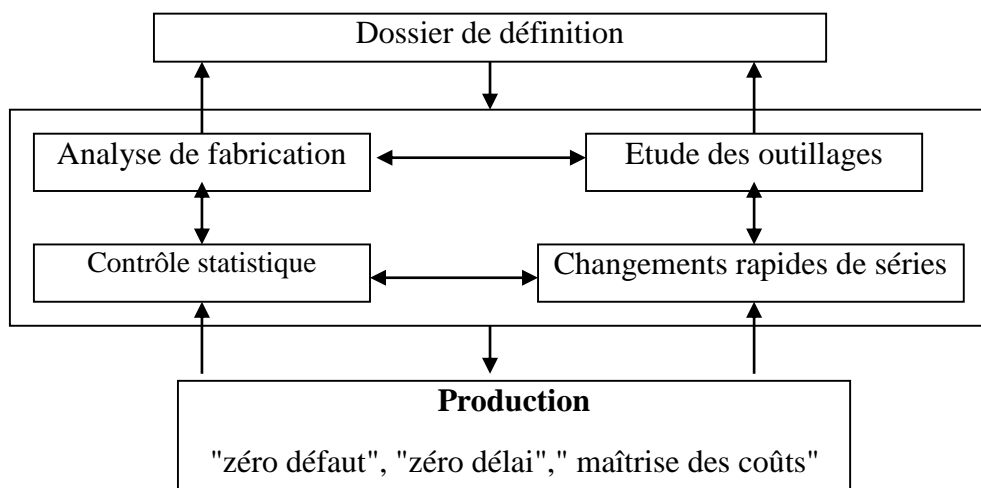 Dossier de définition
Analyse de fabrication
Etude des outillages
Contrôle statistique
Changements rapides de séries
Production
"zéro défaut", "zéro délai"," maîtrise des coûts"